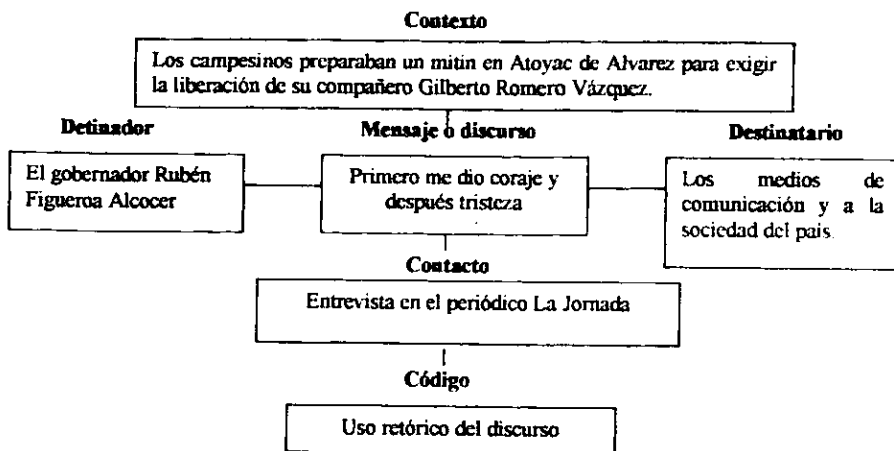 Contexto
Los campesinos preparaban un mitin en Atoyac de Alvarez para exigir
la liberación de su compañero Gilberto Romero Vázquez.
Detinador
Mensaje o discurso
Destinatario
El gobernador Rubén
Figueroa Alcocer
Primero me dio coraje y
después tristeza
Los medios de
comunicación y a la
sociedad del pais.
Contacto
Entrevista en el periódico La Jornada
Código
Uso retórico del discurso